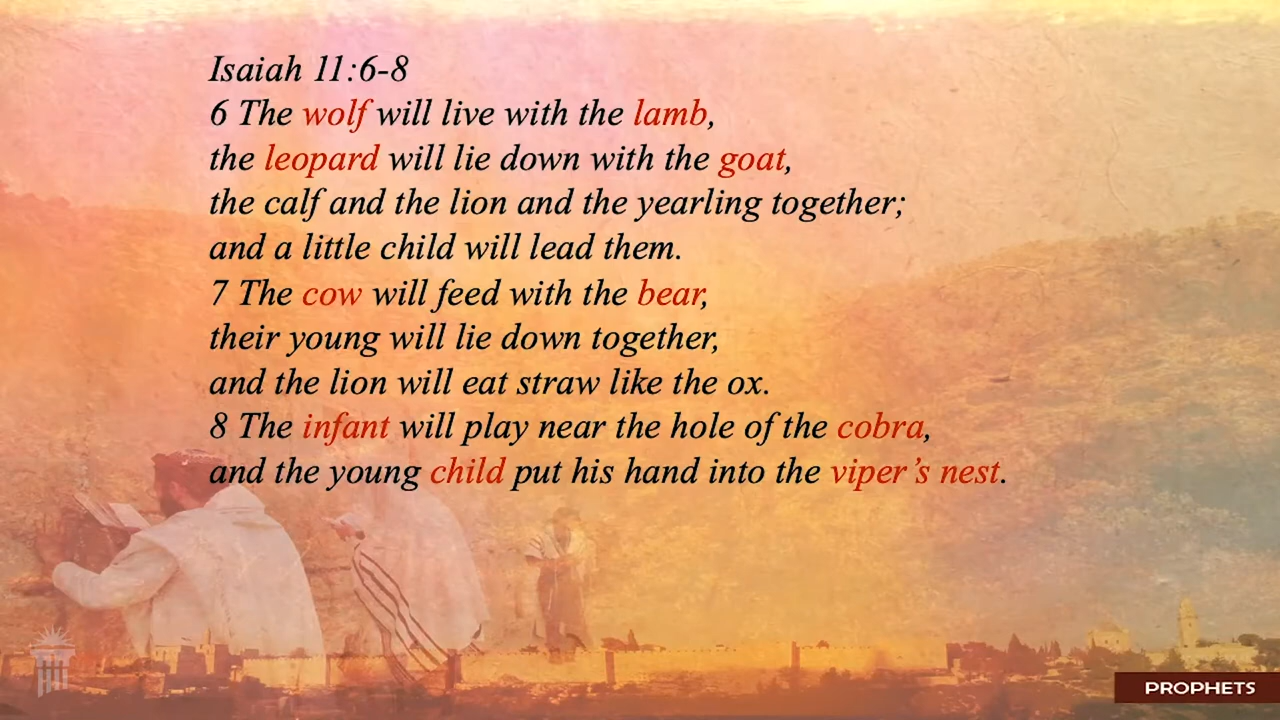 Isaiah 11:6-8
6 The wolf will live with the lamb,
the leopard will lie down with the goat,
the calf and the lion and the yearling together;
and a little child will lead them.
7 The cow will feed with the bear,
their young will lie down together,
and the lion will eat straw like the ox.
8 The infant will play near the hole of the cobra,
and the young child put his hand into the viper’s nest.
PROPHETS